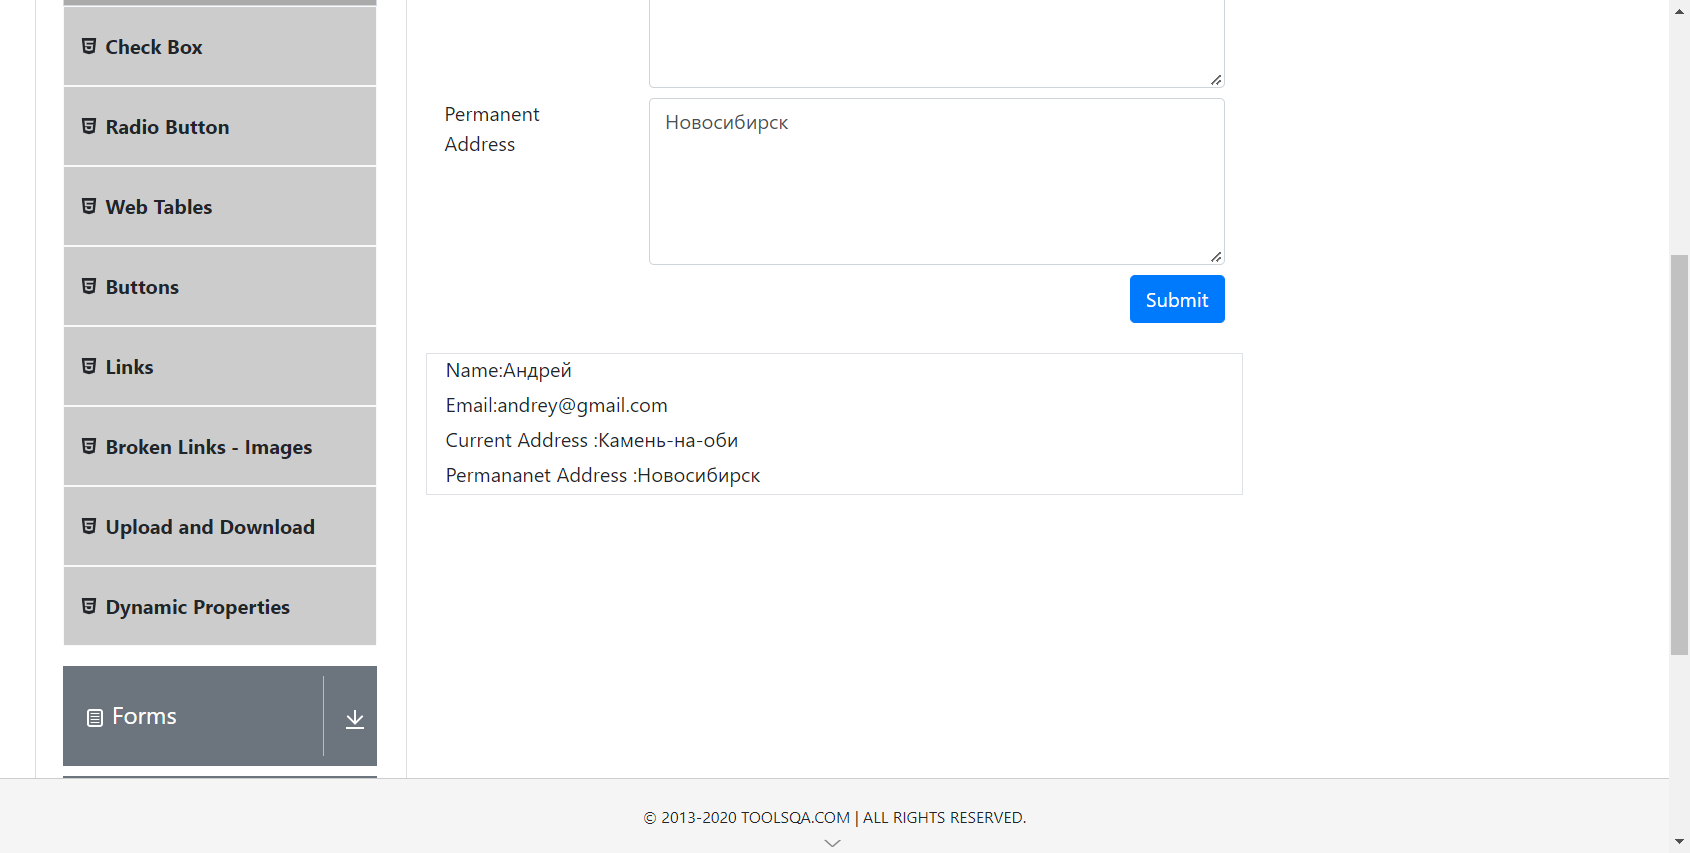 Check Box
Radio Button
Web Tables
Buttons
Links
Broken Links - Images
Upload and Download
Dynamic Properties
Forms
Permanent
Address
Новосибирск
Submit
Name:Андрей
Email:andrey@gmail.com
Current Address :Камень-на-оби
Permananet Address :Новосибирск
© 2013-2020 TOOLSQA.COM | ALL RIGHTS RESERVED.